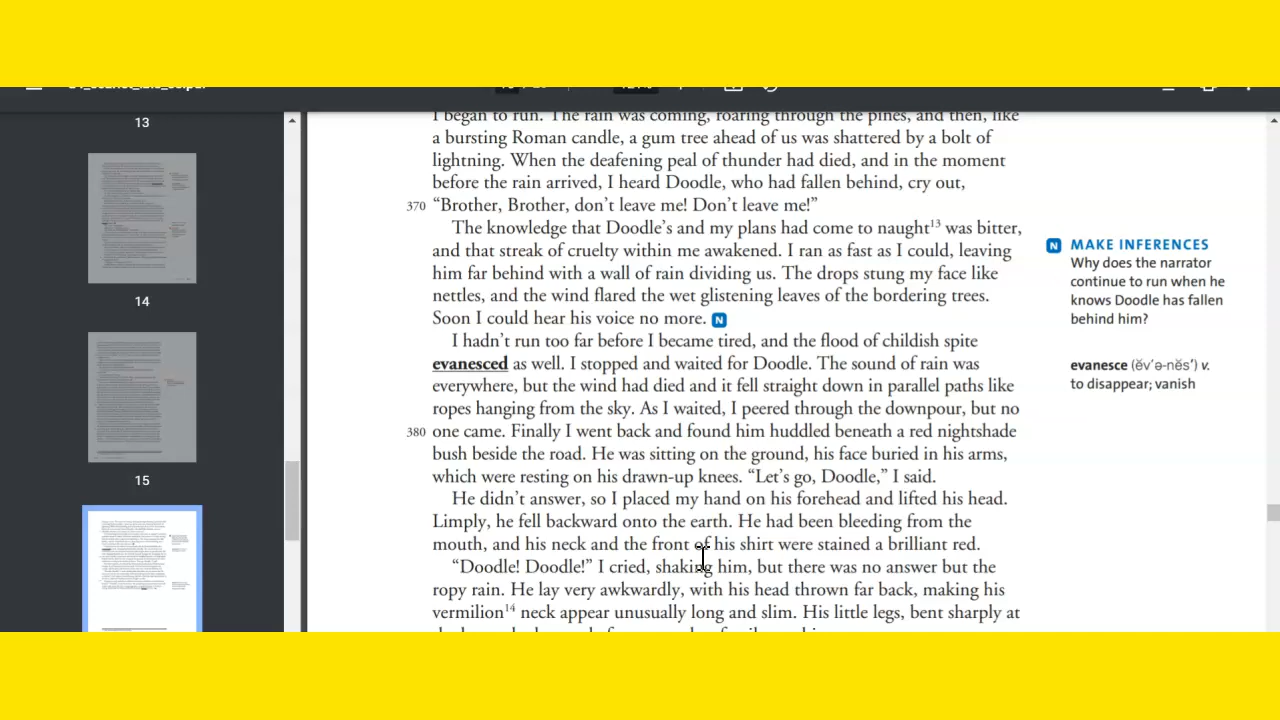 13
14
15
I began to run. The rain was coming, roaring through the pines, and then, like
a bursting Roman candle, a gum tree ahead of us was shattered by a bolt of
lightning. When the deafening peal of thunder had died, and in the moment
before the rain arrived, I heard Doodle, who had fallen behind, cry out,
370 “Brother, Brother, don’t leave me! Don’t leave me!”
The knowledge that Doodle’s and my plans had come to naught13 was bitter,
and that streak of cruelty within me awakened. I ran as fast as I could, leaving
him far behind with a wall of rain dividing us. The drops stung my face like
nettles, and the wind flared the wet glistening leaves of the bordering trees.
Soon I could hear his voice no more. N
I hadn’t run too far before I became tired, and the flood of childish spite
evanesced as well. I stopped and waited for Doodle. The sound of rain was
everywhere, but the wind had died and it fell straight down in parallel paths like
ropes hanging from the sky. As I waited, I peered through the downpour, but no
380 one came. Finally I went back and found him huddled beneath a red nightshade
bush beside the road. He was sitting on the ground, his face buried in his arms,
which were resting on his drawn-up knees. “Let’s go, Doodle,” I said.
He didn’t answer, so I placed my hand on his forehead and lifted his head.
Limply, he fell backward onto the earth. He had been bleeding from the
mouth, and his neck and the front of his shirt were stained a brilliant red.
“Doodle! Doodle!” I cried, shaking him, but there was no answer but the
ropy rain. He lay very awkwardly, with his head thrown far back, making his
vermilion14 neck appear unusually long and slim. His little legs, bent sharply at
N MAKE INFERENCES
Why does the narrator
continue to run when he
knows Doodle has fallen
behind him?
evanesce (ĕv′ə-nĕs′) v.
to disappear; vanish